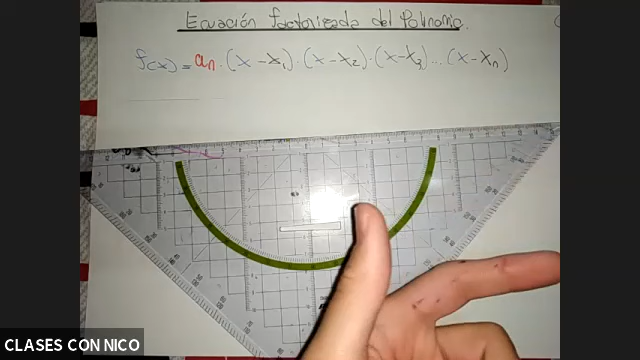 Ecuación factorizada del Polinomio.
f(x) = an · (x - x1) · (x - x2) · (x - x3) ... (x - xn)
CLASES CON NICO